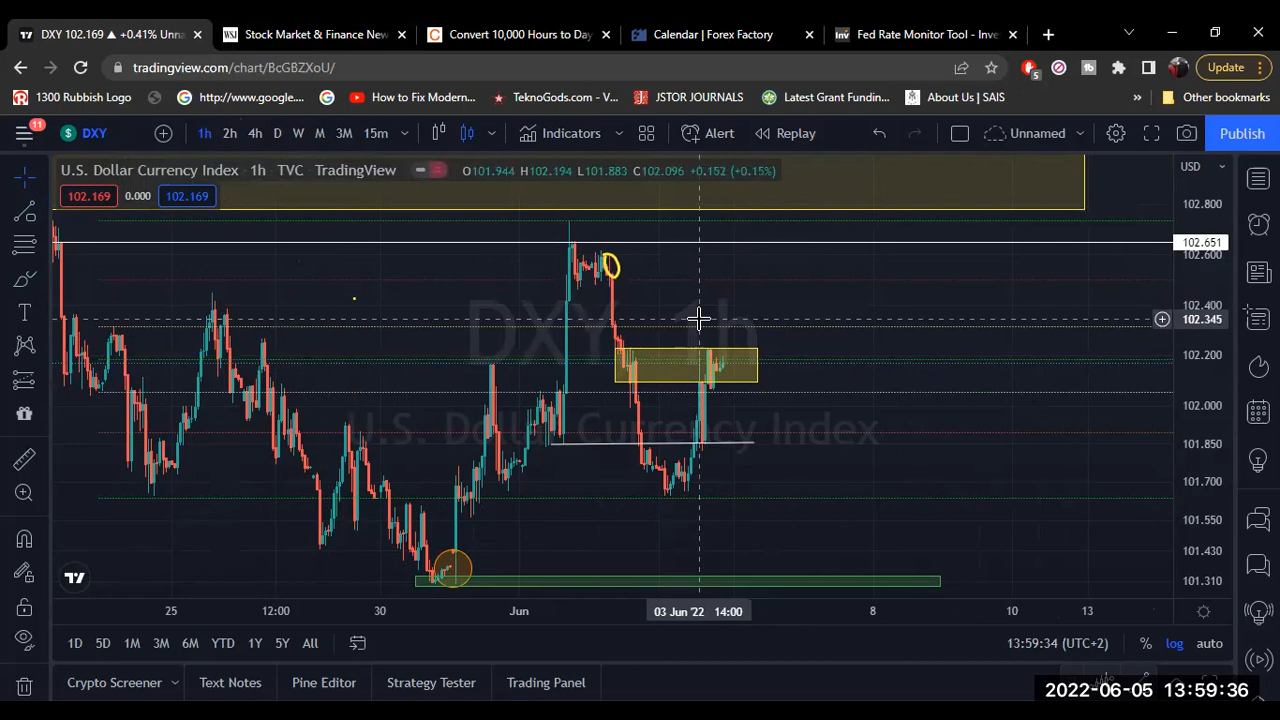 DXY 102.169 ▲ +0.41% Unna
Stock Market & Finance New
Convert 10,000 Hours to Day
Calendar | Forex Factory
Fed Rate Monitor Tool - Inve
tradingview.com/chart/BcGBZXoU/
5
Update
1300 Rubbish Logo
http://www.google....
How to Fix Modern...
TeknoGods.com - V...
JSTOR JOURNALS
Latest Grant Fundin...
About Us | SAIS
»
Other bookmarks
11
DXY
1h 2h 4h D W M 3M 15m
Indicators
Alert
Replay
Unnamed
Publish
U.S. Dollar Currency Index · 1h · TVC · TradingView
O101.944 H102.194 L101.883 C102.096 +0.152 (+0.15%)
USD
102.169 0.000 102.169
102.800
102.651
102.600
102.400
102.345
102.200
102.000
101.850
101.700
101.550
101.430
101.310
DXY, 1h
U.S. Dollar Currency Index
25 12:00 30 Jun 03 Jun '22 14:00 8 10 13
1D 5D 1M 3M 6M YTD 1Y 5Y All
13:59:34 (UTC+2)
% log auto
Crypto Screener
Text Notes
Pine Editor
Strategy Tester
Trading Panel
2022-06-05 13:59:36